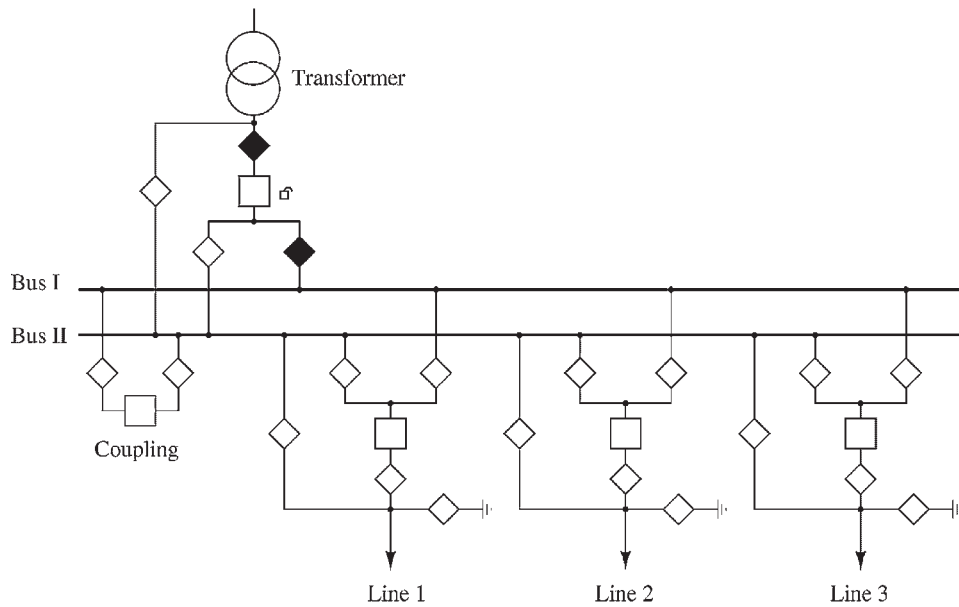 Transformer
Bus I
Bus II
Coupling
Line 1
Line 2
Line 3